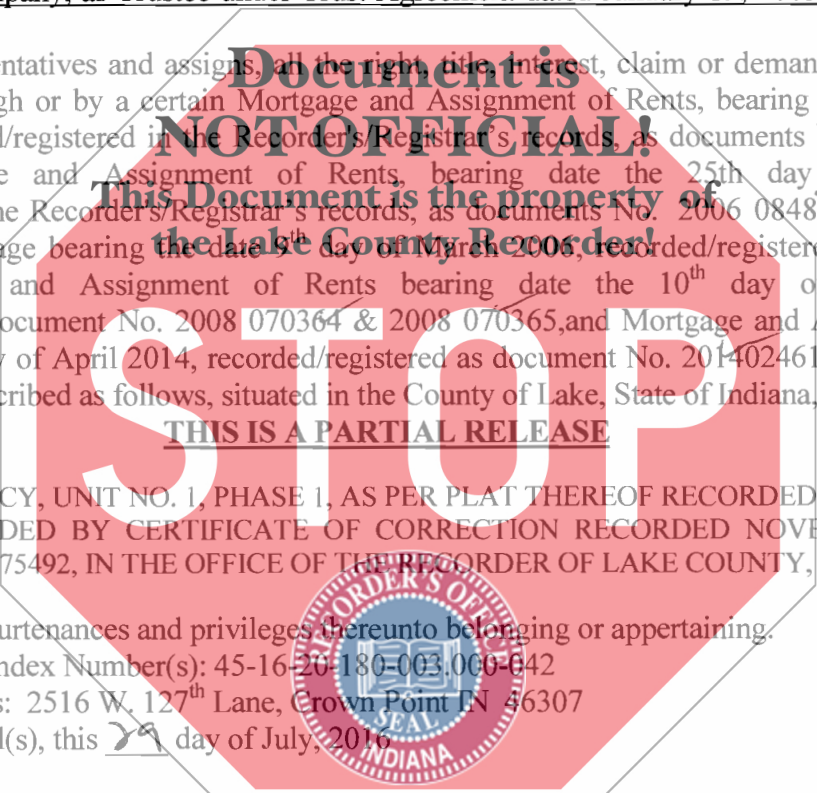 mpany, as Trustee under Trust Agreement dated January
Document is
entatives and assigns, all the right, title, interest, claim or deman
gh or by a certain Mortgage and Assignment of Rents, bearing
NOT OFFICIAL!
d/registered in the Recorder's/Registrar's records, as documents
e and Assignment of Rents, bearing date the 25th day
This Document is the property of
he Recorder's/Registrar's records, as documents No. 2006 0848
the Lake County Recorder!
age bearing the date 9th day of March 2006, recorded/registere
and Assignment of Rents bearing date the 10th day o
ocument No. 2008 070364 & 2008 070365,and Mortgage and A
y of April 2014, recorded/registered as document No. 201402461
cribed as follows, situated in the County of Lake, State of Indiana,
STOP
THIS IS A PARTIAL RELEASE
CY, UNIT NO. 1, PHASE 1, AS PER PLAT THEREOF RECORDED
DED BY CERTIFICATE OF CORRECTION RECORDED NOVE
75492, IN THE OFFICE OF THE RECORDER OF LAKE COUNTY,
RECORDER'S OFFICE
urtenances and privileges thereunto belonging or appertaining.
ndex Number(s): 45-16-20-180-003.000-042
s: 2516 W. 127th Lane, Crown Point IN 46307
SEAL
l(s), this 29 day of July, 2016
INDIANA